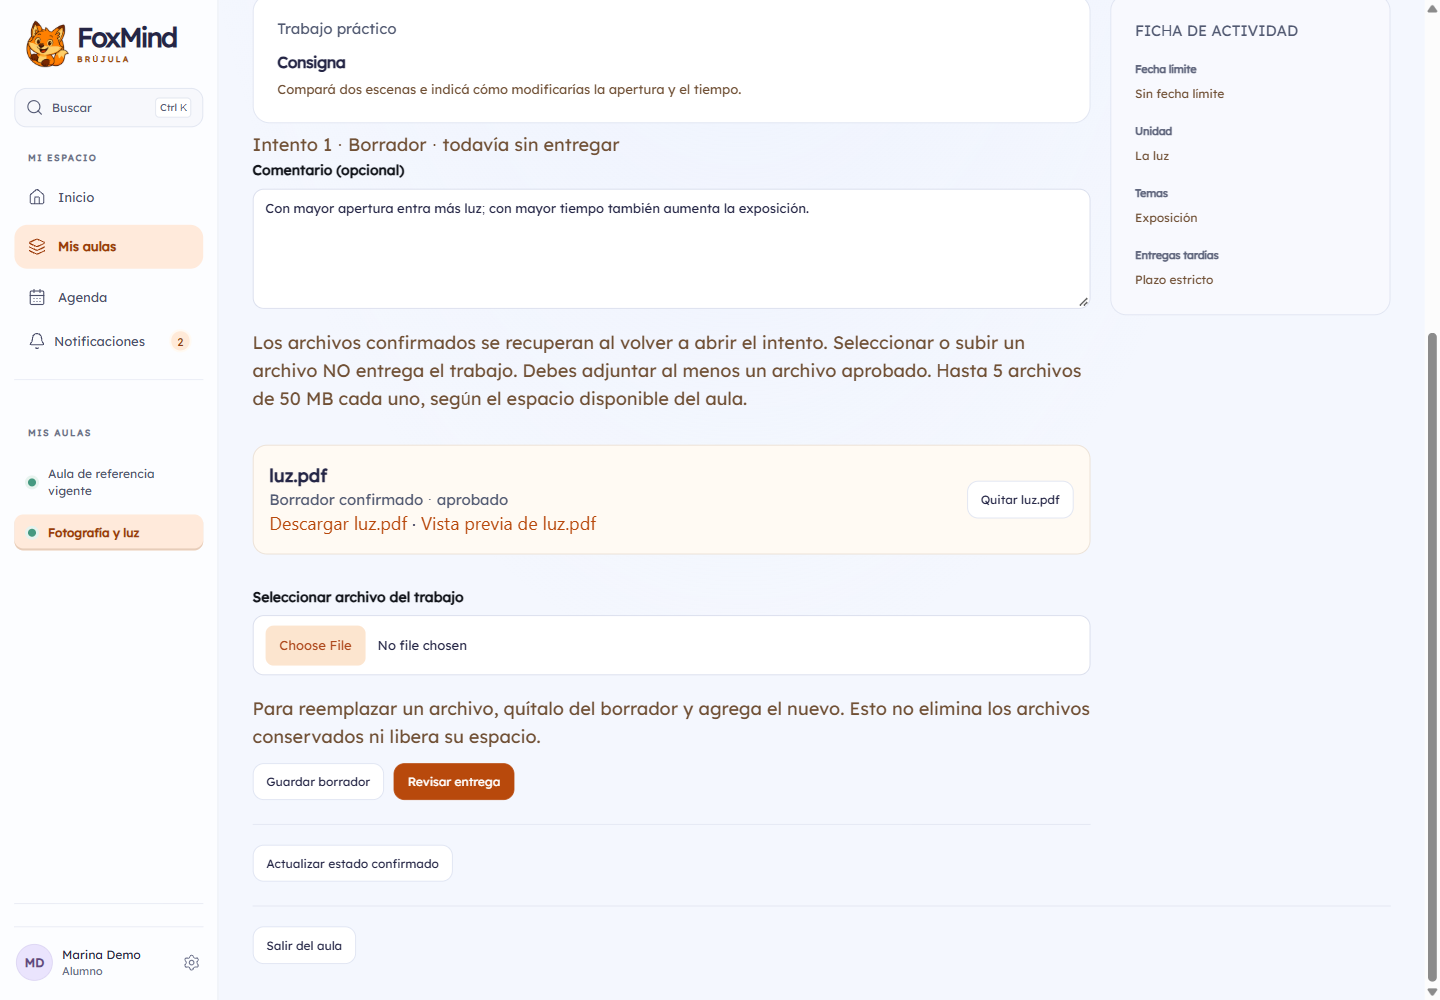 FoxMind
BRÚJULA
Buscar
Ctrl K
MI ESPACIO
Inicio
Mis aulas
Agenda
Notificaciones
2
MIS AULAS
Aula de referencia
vigente
Fotografía y luz
MD
Marina Demo
Alumno
Trabajo práctico
Consigna
Compará dos escenas e indicá cómo modificarías la apertura y el tiempo.
Intento 1 · Borrador · todavía sin entregar
Comentario (opcional)
Con mayor apertura entra más luz; con mayor tiempo también aumenta la exposición.
Los archivos confirmados se recuperan al volver a abrir el intento. Seleccionar o subir un
archivo NO entrega el trabajo. Debes adjuntar al menos un archivo aprobado. Hasta 5 archivos
de 50 MB cada uno, según el espacio disponible del aula.
luz.pdf
Borrador confirmado · aprobado
Descargar luz.pdf · Vista previa de luz.pdf
Quitar luz.pdf
Seleccionar archivo del trabajo
Choose File
No file chosen
Para reemplazar un archivo, quítalo del borrador y agrega el nuevo. Esto no elimina los archivos
conservados ni libera su espacio.
Guardar borrador
Revisar entrega
Actualizar estado confirmado
Salir del aula
FICHA DE ACTIVIDAD
Fecha límite
Sin fecha límite
Unidad
La luz
Temas
Exposición
Entregas tardías
Plazo estricto